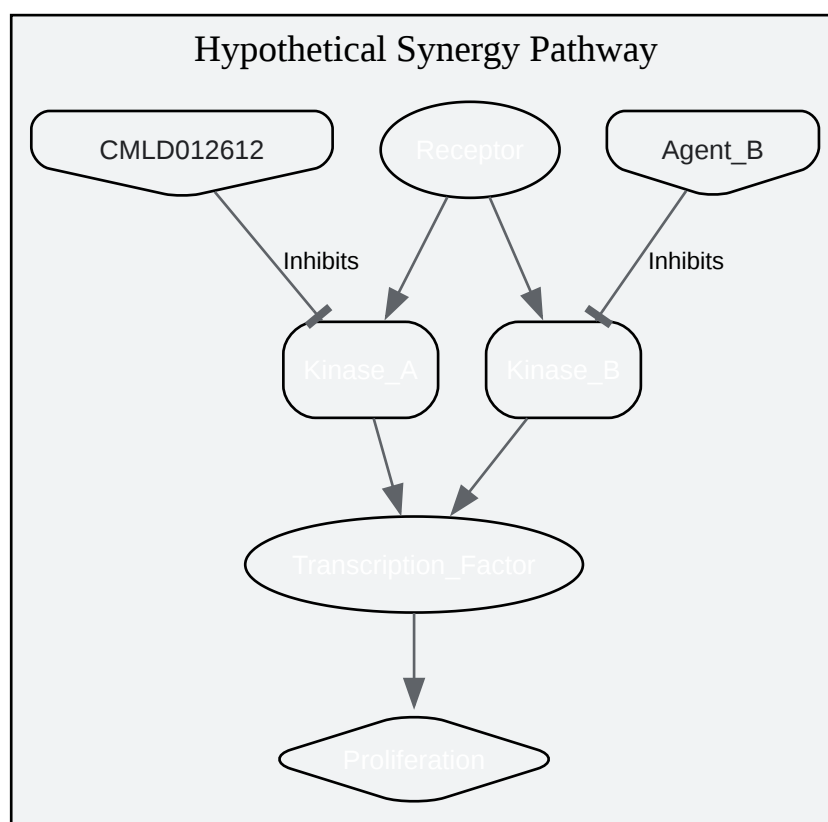 Hypothetical Synergy Pathway
CMLD012612
Receptor
Agent_B
Inhibits
Inhibits
Kinase_A
Kinase_B
Transcription_Factor
Proliferation